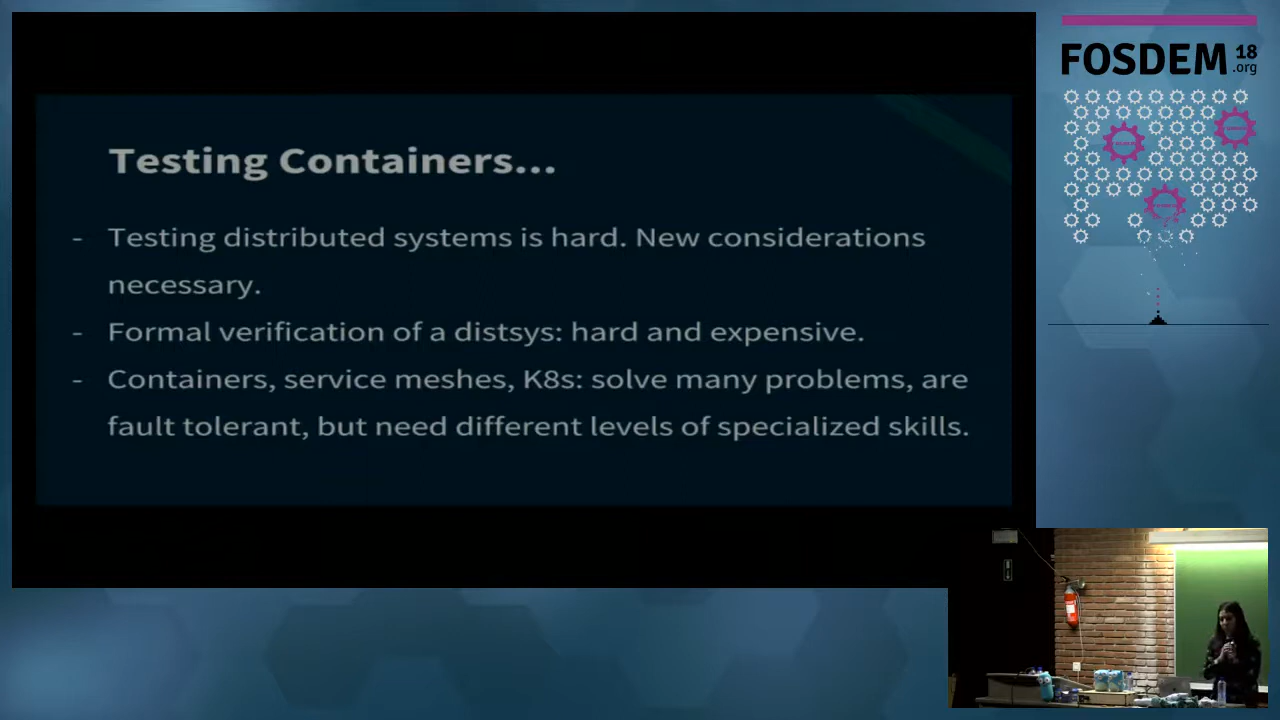 Testing Containers...
- Testing distributed systems is hard. New considerations
necessary.
- Formal verification of a distsys: hard and expensive.
- Containers, service meshes, K8s: solve many problems, are
fault tolerant, but need different levels of specialized skills.
FOSDEM 18
.org